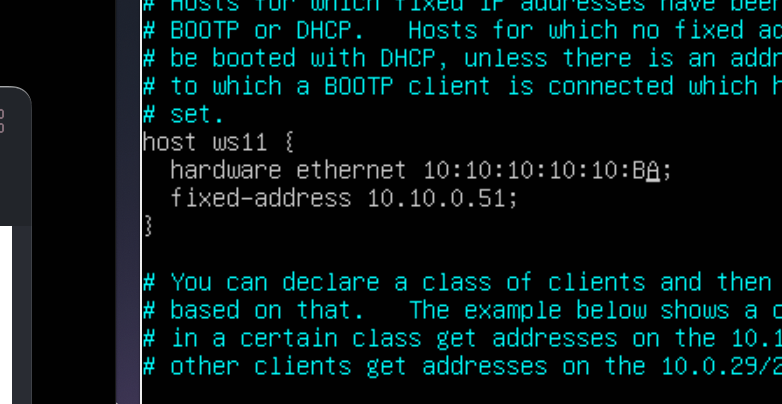 # Hosts for which fixed IP addresses have been
# BOOTP or DHCP.   Hosts for which no fixed
# be booted with DHCP, unless there is an
# to which a BOOTP client is connected which
# set.
host ws11 {
  hardware ethernet 10:10:10:10:10:BA;
  fixed-address 10.10.0.51;
}
# You can declare a class of clients and then
# based on that.   The example below shows a
# in a certain class get addresses on the 10.1
# other clients get addresses on the 10.0.29/2